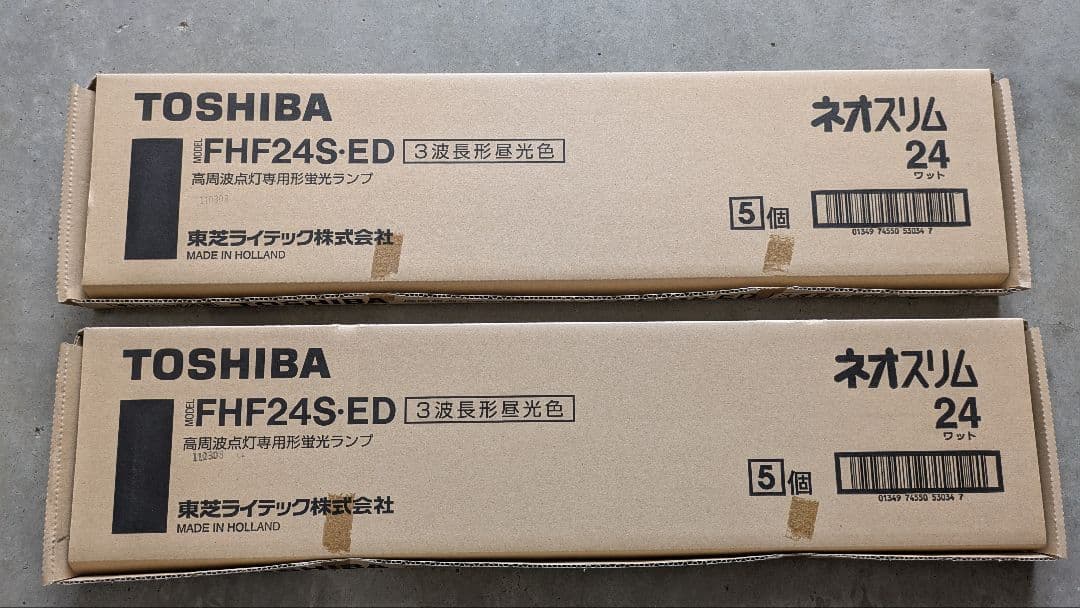 TOSHIBA
MODEL FHF24S・ED 3波長形昼光色
高周波点灯専用形蛍光ランプ
110303
東芝ライテック株式会社
MADE IN HOLLAND
ネオスリム
24
ワット
5個
01349 74550 53034 7
TOSHIBA
MODEL FHF24S・ED 3波長形昼光色
高周波点灯専用形蛍光ランプ
110303
東芝ライテック株式会社
MADE IN HOLLAND
ネオスリム
24
ワット
5個
01349 74550 53034 7